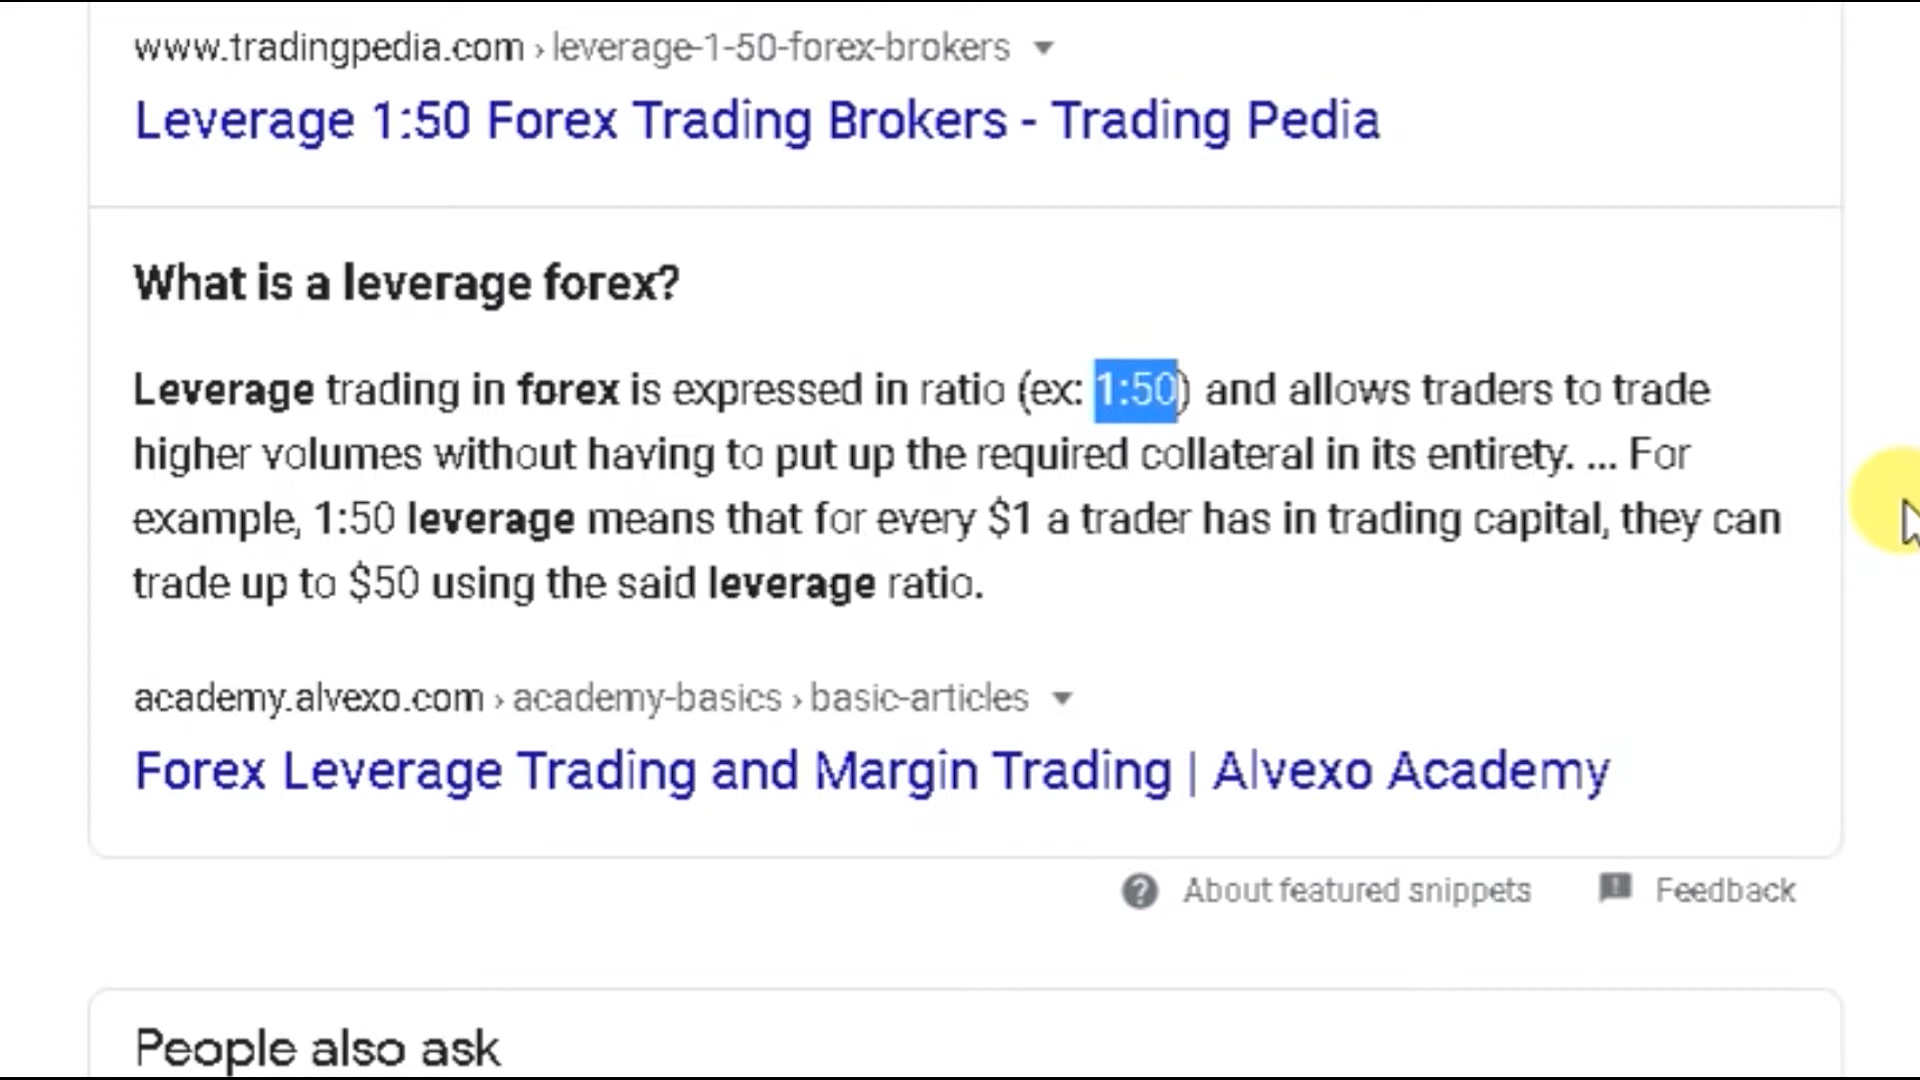 www.tradingpedia.com › leverage-1-50-forex-brokers
Leverage 1:50 Forex Trading Brokers - Trading Pedia
What is a leverage forex?
Leverage trading in forex is expressed in ratio (ex: 1:50) and allows traders to trade
higher volumes without having to put up the required collateral in its entirety. ... For
example, 1:50 leverage means that for every $1 a trader has in trading capital, they can
trade up to $50 using the said leverage ratio.
academy.alvexo.com › academy-basics › basic-articles
Forex Leverage Trading and Margin Trading | Alvexo Academy
About featured snippets Feedback
People also ask